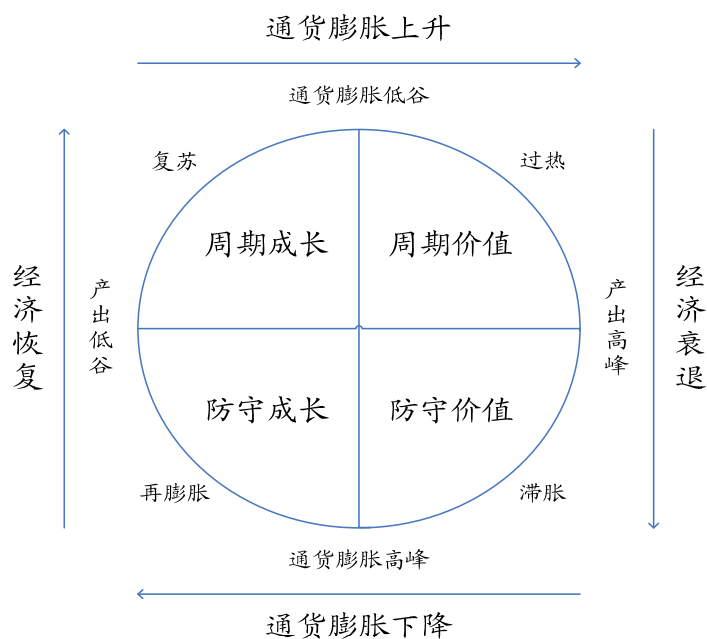 通货膨胀上升
通货膨胀低谷
复苏
过热
周期成长
周期价值
经济恢复
产出低谷
产出高峰
经济衰退
防守成长
防守价值
再膨胀
滞胀
通货膨胀高峰
通货膨胀下降